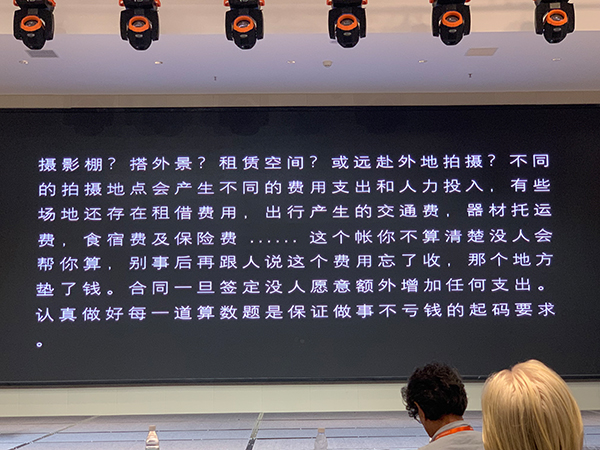 摄影棚？搭外景？租赁空间？或远赴外地拍摄？不同
的拍摄地点会产生不同的费用支出和人力投入，有些
场地还存在租借费用，出行产生的交通费，器材托运
费，食宿费及保险费 ...... 这个帐你不算清楚没人会
帮你算，别事后再跟人说这个费用忘了收，那个地方
垫了钱。合同一旦签定没人愿意额外增加任何支出。
认真做好每一道算数题是保证做事不亏钱的起码要求
。